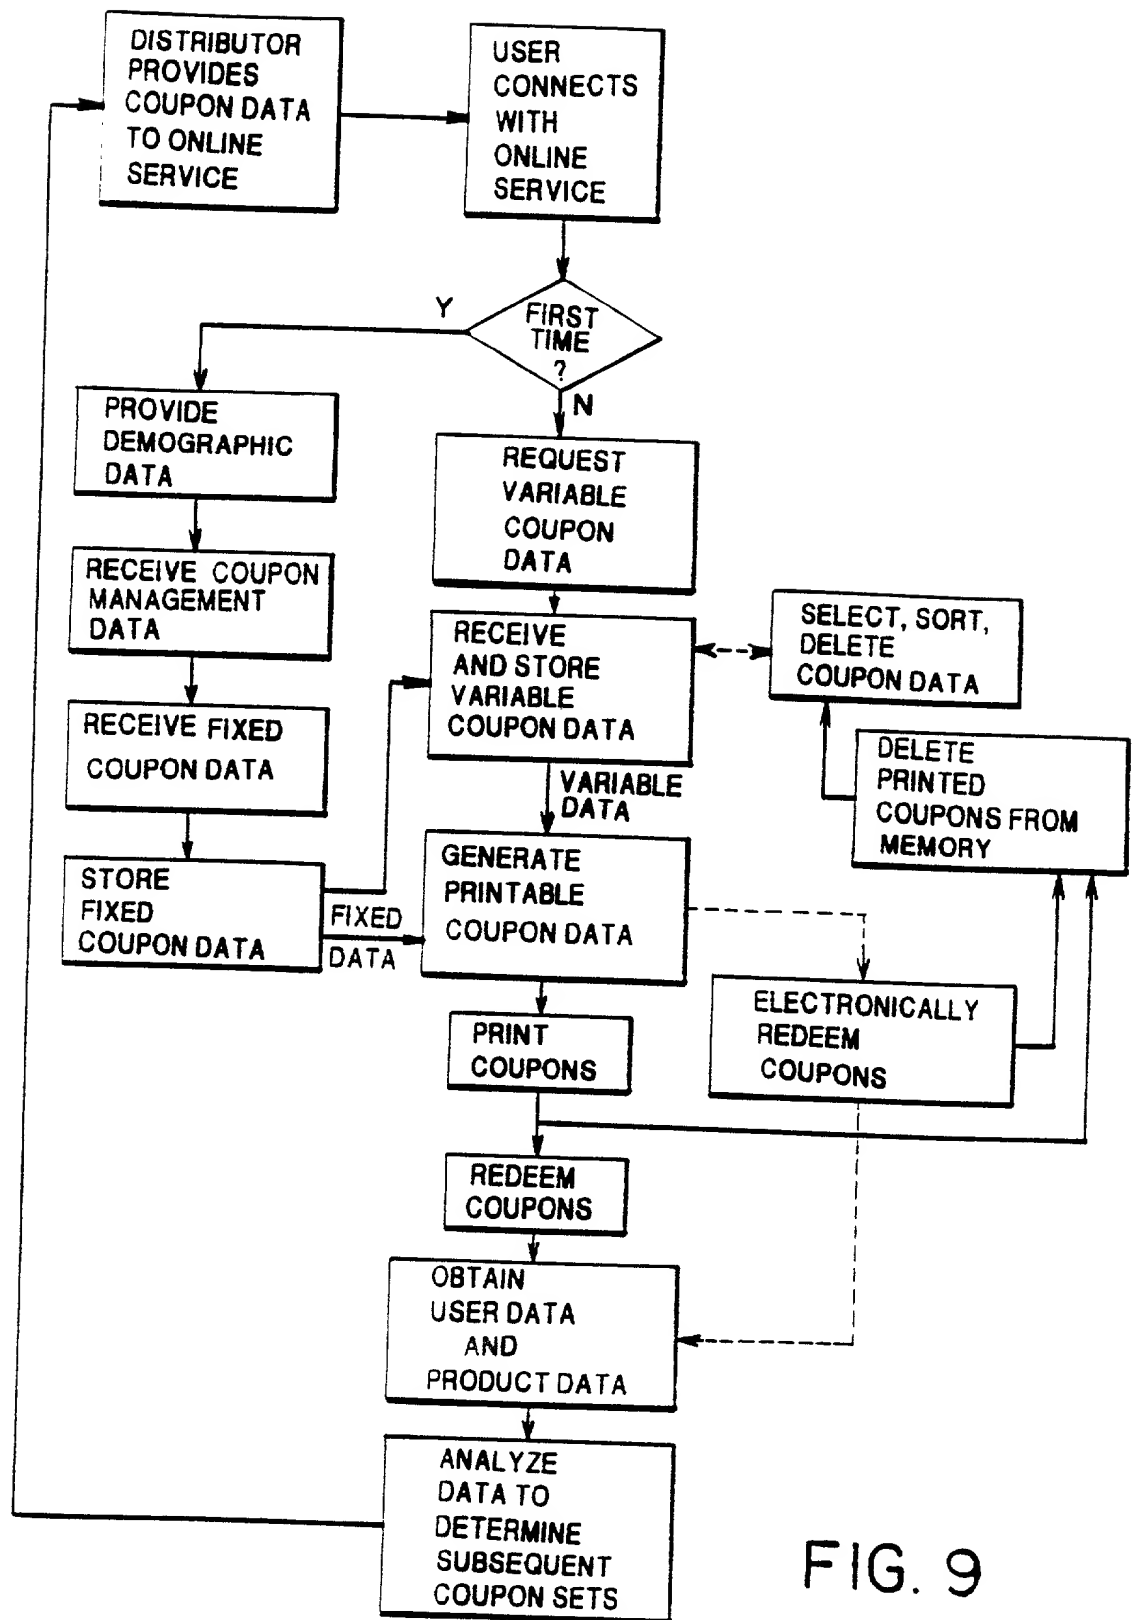 DISTRIBUTOR
PROVIDES
COUPON DATA
TO ONLINE
SERVICE
USER
CONNECTS
WITH
ONLINE
SERVICE
FIRST
TIME
?
Y
N
PROVIDE
DEMOGRAPHIC
DATA
REQUEST
VARIABLE
COUPON
DATA
RECEIVE COUPON
MANAGEMENT
DATA
RECEIVE
AND STORE
VARIABLE
COUPON DATA
SELECT, SORT,
DELETE
COUPON DATA
RECEIVE FIXED
COUPON DATA
VARIABLE
DATA
DELETE
PRINTED
COUPONS FROM
MEMORY
STORE
FIXED
COUPON DATA
FIXED
DATA
GENERATE
PRINTABLE
COUPON DATA
ELECTRONICALLY
REDEEM
COUPONS
PRINT
COUPONS
REDEEM
COUPONS
OBTAIN
USER DATA
AND
PRODUCT DATA
ANALYZE
DATA TO
DETERMINE
SUBSEQUENT
COUPON SETS
FIG. 9